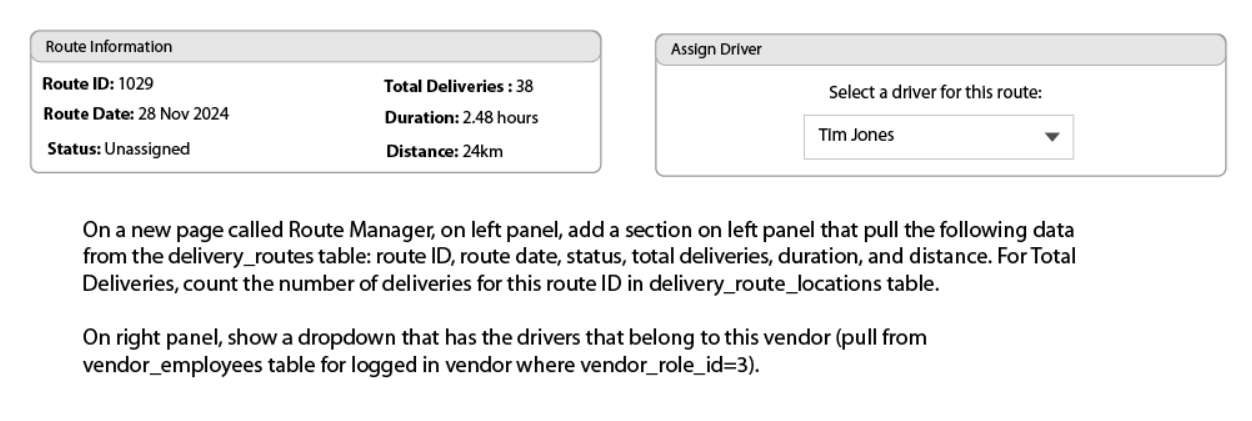 Route Information
Route ID: 1029
Route Date: 28 Nov 2024
Status: Unassigned
Total Deliveries : 38
Duration: 2.48 hours
Distance: 24km
Assign Driver
Select a driver for this route:
TIm Jones
On a new page called Route Manager, on left panel, add a section on left panel that pull the following data
from the delivery_routes table: route ID, route date, status, total deliveries, duration, and distance. For Total
Deliveries, count the number of deliveries for this route ID in delivery_route_locations table.
On right panel, show a dropdown that has the drivers that belong to this vendor (pull from
vendor_employees table for logged in vendor where vendor_role_id=3).